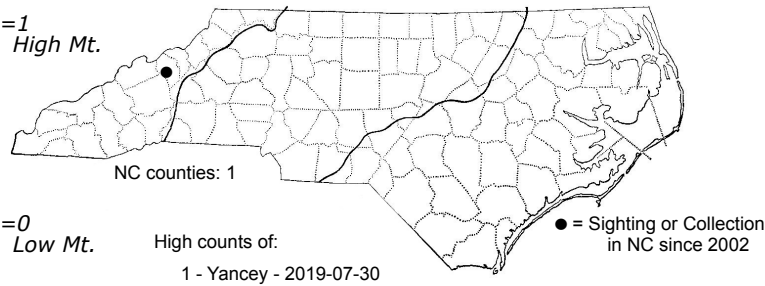 =1
High Mt.
NC counties: 1
=0
Low Mt.
High counts of:
1 - Yancey - 2019-07-30
● = Sighting or Collection
in NC since 2002